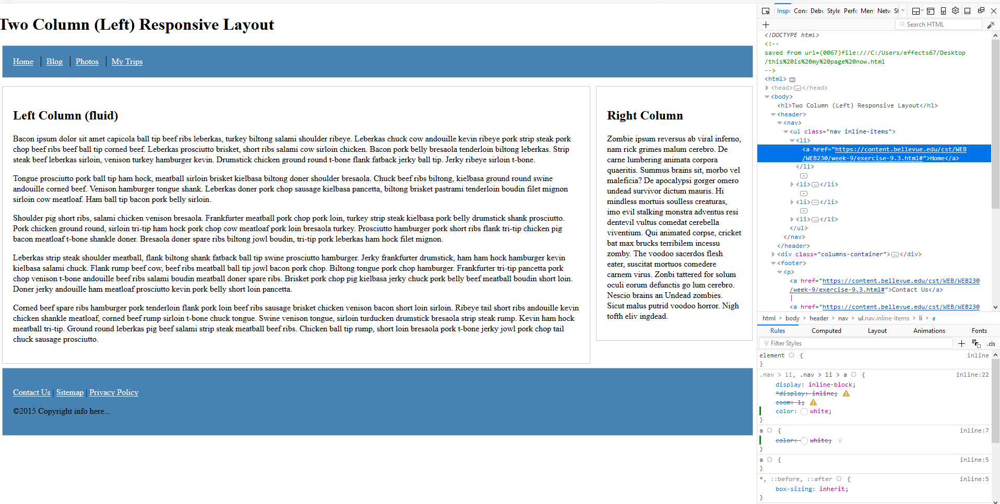 Two Column (Left) Responsive Layout
Home Blog Photos My Trips
Left Column (fluid)
Bacon ipsum dolor sit amet capicola ball tip beef ribs leberkas, turkey biltong salami shoulder ribeye. Leberkas chuck cow andouille kevin ribeye pork strip steak pork
chop beef ribs beef ball tip corned beef. Leberkas prosciutto brisket, short ribs salami cow sirloin chicken. Bacon pork belly bresaola tenderloin biltong leberkas. Strip
steak beef leberkas sirloin, venison turkey hamburger kevin. Drumstick chicken ground round t-bone flank fatback jerky ball tip. Jerky ribeye sirloin t-bone.
Tongue prosciutto pork ball tip ham hock, meatball sirloin brisket kielbasa biltong doner shoulder bresaola. Chuck beef ribs biltong, kielbasa ground round swine
andouille corned beef. Venison hamburger tongue shank. Leberkas doner pork chop sausage kielbasa pancetta, biltong brisket pastrami tenderloin boudin filet mignon
sirloin cow meatloaf. Ham ball tip bacon pork belly sirloin.
Shoulder pig short ribs, salami chicken venison bresaola. Frankfurter meatball pork chop pork loin, turkey strip steak kielbasa pork belly drumstick shank prosciutto.
Pork chicken ground round, sirloin tri-tip ham hock pork chop cow meatloaf pork loin bresaola turkey. Prosciutto hamburger pork short ribs flank tri-tip chicken pig
bacon meatloaf t-bone shankle doner. Bresaola doner spare ribs biltong jowl boudin, tri-tip pork leberkas ham hock filet mignon.
Leberkas strip steak shoulder meatball, flank biltong shank fatback ball tip swine prosciutto hamburger. Jerky frankfurter drumstick, ham ham hock hamburger kevin
kielbasa salami chuck. Flank rump beef cow, beef ribs meatball ball tip jowl bacon pork chop. Biltong tongue pork chop hamburger. Frankfurter tri-tip pancetta pork
chop venison t-bone andouille beef ribs salami boudin meatball doner spare ribs. Brisket pork chop pig kielbasa jerky chuck pork belly beef meatball boudin short loin.
Doner jerky andouille ham meatloaf prosciutto kevin pork belly short loin pancetta.
Corned beef spare ribs hamburger pork tenderloin flank pork loin beef ribs sausage brisket chicken venison bacon short loin sirloin. Ribeye tail short ribs andouille kevin
chicken shankle meatloaf, corned beef rump sirloin t-bone chuck tongue. Swine venison tongue, sirloin turducken drumstick bresaola strip steak rump. Kevin ham hock
meatball tri-tip. Ground round leberkas pig beef salami strip steak meatball beef ribs. Chicken ball tip rump, short loin bresaola pork t-bone jerky jowl pork chop tail
chuck sausage prosciutto.
Right Column
Zombie ipsum reversus ab viral inferno,
nam rick grimes malum cerebro. De
carne lumbering animata corpora
quaeritis. Summus brains sit, morbo vel
maleficia? De apocalypsi gorger omero
undead survivor dictum mauris. Hi
mindless mortuis soulless creaturas,
imo evil stalking monstra adventus resi
dentevil vultus comedat cerebella
viventium. Qui animated corpse, cricket
bat max brucks terribilem incessu
zomby. The voodoo sacerdos flesh
eater, suscitat mortuos comedere
carnem virus. Zonbi tattered for solum
oculi eorum defunctis go lum cerebro.
Nescio brains an Undead zombies.
Sicut malus putrid voodoo horror. Nigh
tofth eliv ingdead.
Contact Us | Sitemap | Privacy Policy
©2015 Copyright info here...
Inspe Cons Debu Style Perfo Mem Netw St
+ Search HTML
<!DOCTYPE html>
<!--
saved from url=(0067)file:///C:/Users/effects67/Desktop
/this%20is%20my%20page%20now.html
-->
<html> ev
<head>…</head>
<body>
<h1>Two Column (Left) Responsive Layout</h1>
<header>
<nav>
<ul class="nav inline-items">
<li>
<a href="https://content.bellevue.edu/cst/WEB
/WEB230/week-9/exercise-9.3.html#">Home</a>
</li>
<li>…</li>
<li>…</li>
<li>…</li>
</ul>
</nav>
</header>
<div class="columns-container">…</div>
<footer>
<p>
<a href="https://content.bellevue.edu/cst/WEB/WEB230
/week-9/exercise-9.3.html#">Contact Us</a>
|
<a href="https://content.bellevue.edu/cst/WEB/WEB230
html > body > header > nav > ul.nav.inline-items > li > a
Rules Computed Layout Animations Fonts
Filter Styles + .cls
element { inline
}
.nav > li, .nav > li > a { inline:22
display: inline-block;
*display: inline;
zoom: 1;
color: white;
}
a { inline:7
color: white;
}
a { inline:5
}
*, ::before, ::after { inline:5
box-sizing: inherit;
}